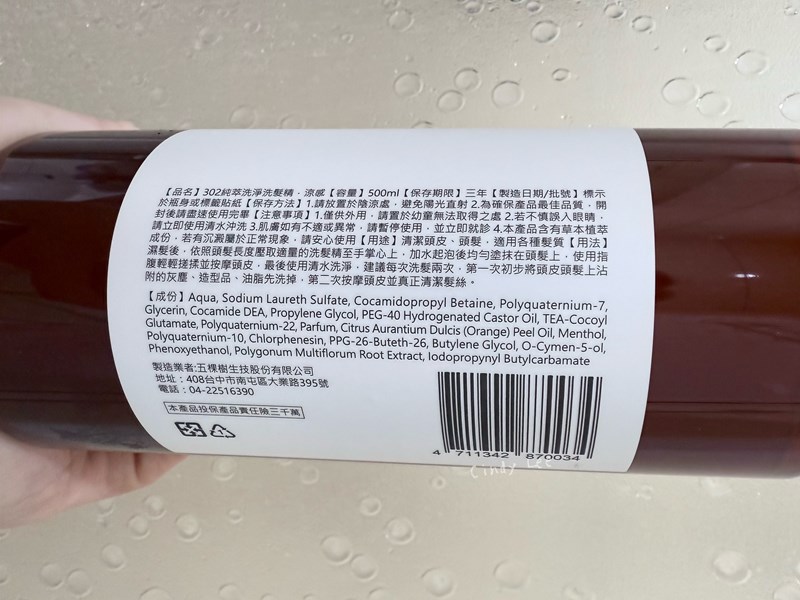 【品名】302純萃洗淨洗髮精，涼感【容量】500ml【保存期限】三年【製造日期/批號】標示
於瓶身或標籤貼紙【保存方法】1.請放置於陰涼處，避免陽光直射 2.為確保產品最佳品質，開
封後請盡速使用完畢【注意事項】1.僅供外用，請置於幼童無法取得之處 2.若不慎誤入眼睛，
請立即使用清水沖洗 3.肌膚如有不適或異常，請暫停使用，並立即就診 4.本產品含有草本植萃
成份，若有沉澱屬於正常現象，請安心使用【用途】清潔頭皮、頭髮，適用各種髮質【用法】
濕髮後，依照頭髮長度壓取適量的洗髮精至手掌心上，加水起泡後均勻塗抹在頭髮上，使用指
腹輕輕搓揉並按摩頭皮，最後使用清水洗淨，建議每次洗髮兩次，第一次初步將頭皮頭髮上沾
附的灰塵、造型品、油脂先洗掉，第二次按摩頭皮並真正清潔髮絲。
【成份】Aqua, Sodium Laureth Sulfate, Cocamidopropyl Betaine, Polyquaternium-7,
Glycerin, Cocamide DEA, Propylene Glycol, PEG-40 Hydrogenated Castor Oil, TEA-Cocoyl
Glutamate, Polyquaternium-22, Parfum, Citrus Aurantium Dulcis (Orange) Peel Oil, Menthol,
Polyquaternium-10, Chlorphenesin, PPG-26-Buteth-26, Butylene Glycol, O-Cymen-5-ol,
Phenoxyethanol, Polygonum Multiflorum Root Extract, Iodopropynyl Butylcarbamate
製造業者:五棵樹生技股份有限公司
地址：408台中市南屯區大業路395號
電話：04-22516390
本產品投保產品責任險三千萬
4 711342 870034
Cindy Lee